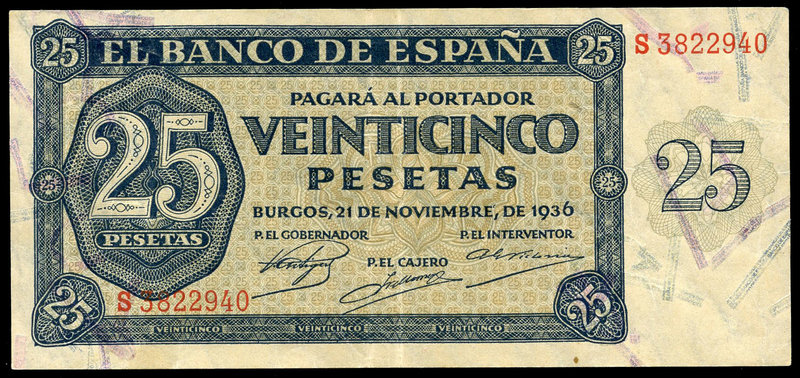 25 EL BANCO DE ESPAÑA 25 S 3822940
PAGARÁ AL PORTADOR
25 VEINTICINCO 25
PESETAS
25 25
BURGOS, 21 DE NOVIEMBRE, DE 1936
PESETAS P. EL GOBERNADOR P. EL INTERVENTOR
P. EL CAJERO
S 3822940
25 25
VEINTICINCO VEINTICINCO VEINTICINCO